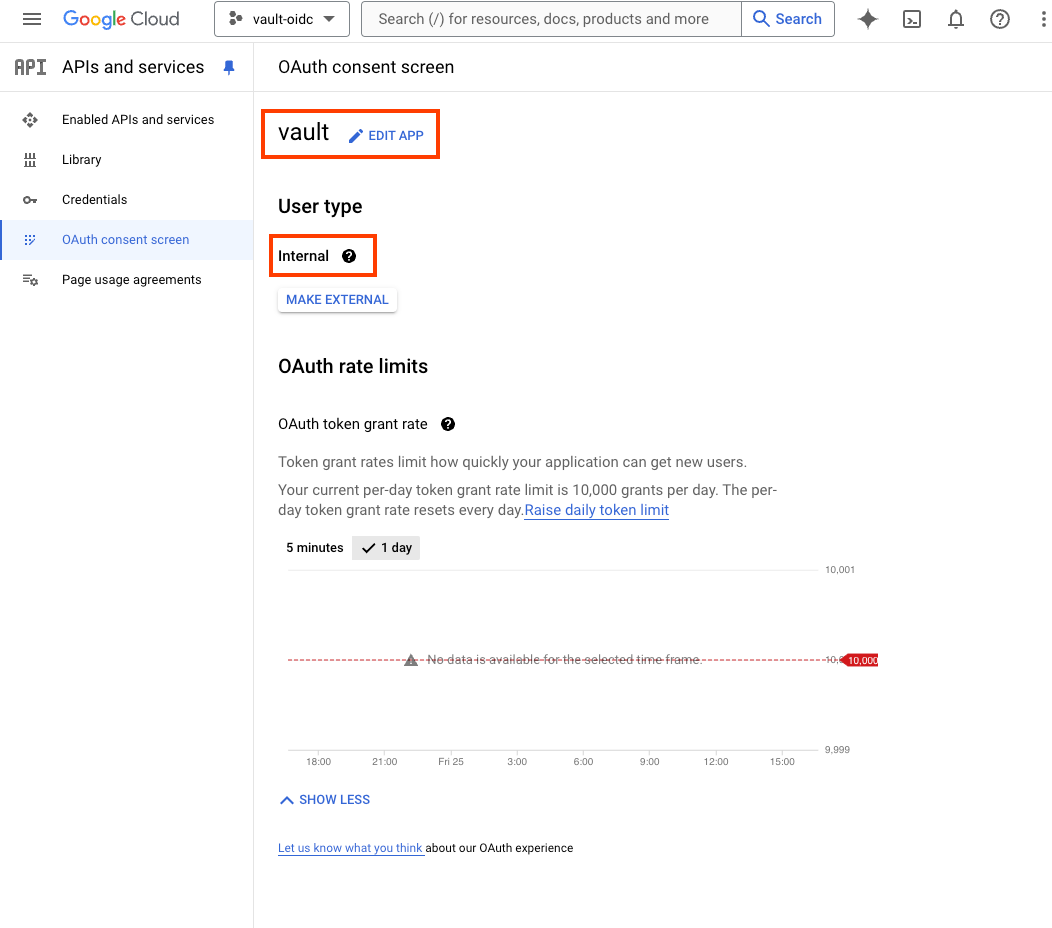 Google Cloud
vault-oidc
Search (/) for resources, docs, products and more
Search
API
APIs and services
OAuth consent screen
Enabled APIs and services
Library
Credentials
OAuth consent screen
Page usage agreements
vault
EDIT APP
User type
Internal
MAKE EXTERNAL
OAuth rate limits
OAuth token grant rate
Token grant rates limit how quickly your application can get new users.
Your current per-day token grant rate limit is 10,000 grants per day. The per-
day token grant rate resets every day.Raise daily token limit
5 minutes
1 day
10,001
No data is available for the selected time frame.
10,000
9,999
18:00
21:00
Fri 25
3:00
6:00
9:00
12:00
15:00
SHOW LESS
Let us know what you think about our OAuth experience